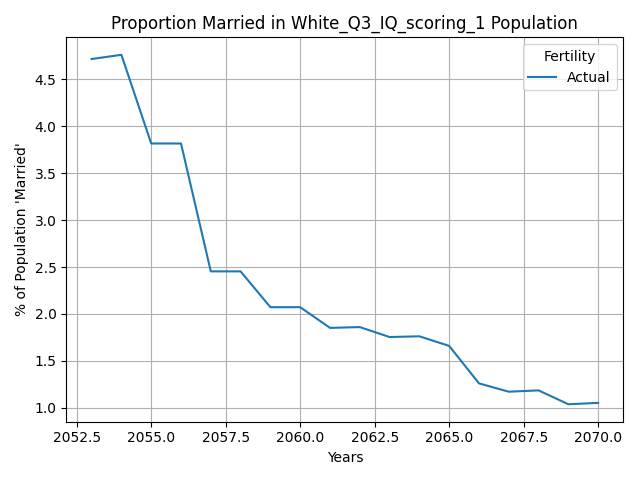 Proportion Married in White_Q3_IQ_scoring_1 Population
Fertility
Actual
% of Population 'Married'
4.5
4.0
3.5
3.0
2.5
2.0
1.5
1.0
2052.5 2055.0 2057.5 2060.0 2062.5 2065.0 2067.5 2070.0
Years